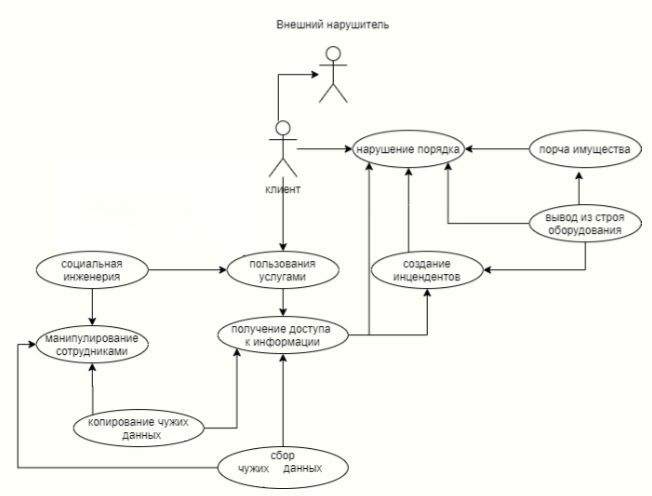 Внешний нарушитель
клиент
нарушение порядка
порча имущества
вывод из строя
оборудования
социальная
инженерия
пользования
услугами
создание
инцендентов
манипулирование
сотрудниками
получение доступа
к информации
копирование чужих
данных
сбор
чужих данных